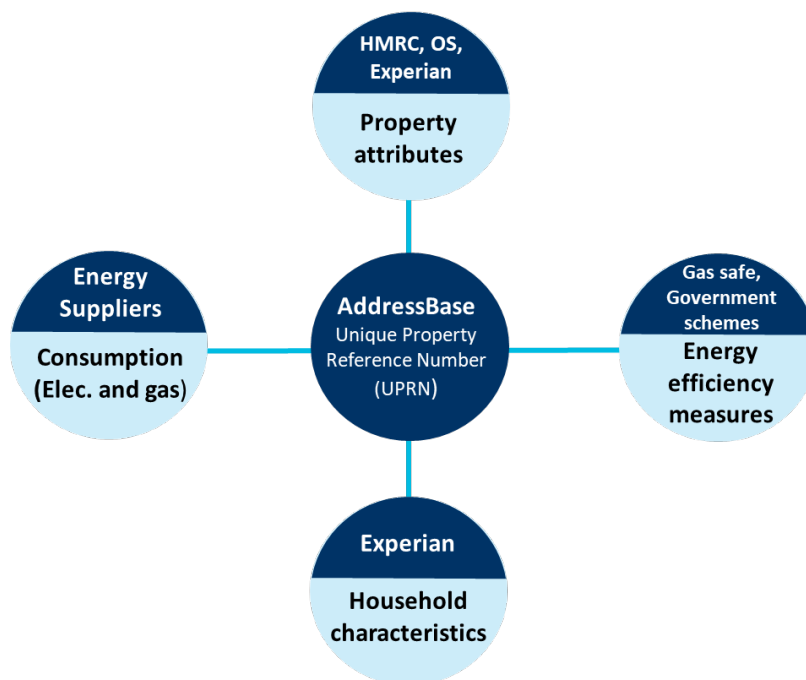 HMRC, OS,
Experian
Property
attributes
Energy
Suppliers
Consumption
(Elec. and gas)
AddressBase
Unique Property
Reference Number
(UPRN)
Gas safe,
Government
schemes
Energy
efficiency
measures
Experian
Household
characteristics